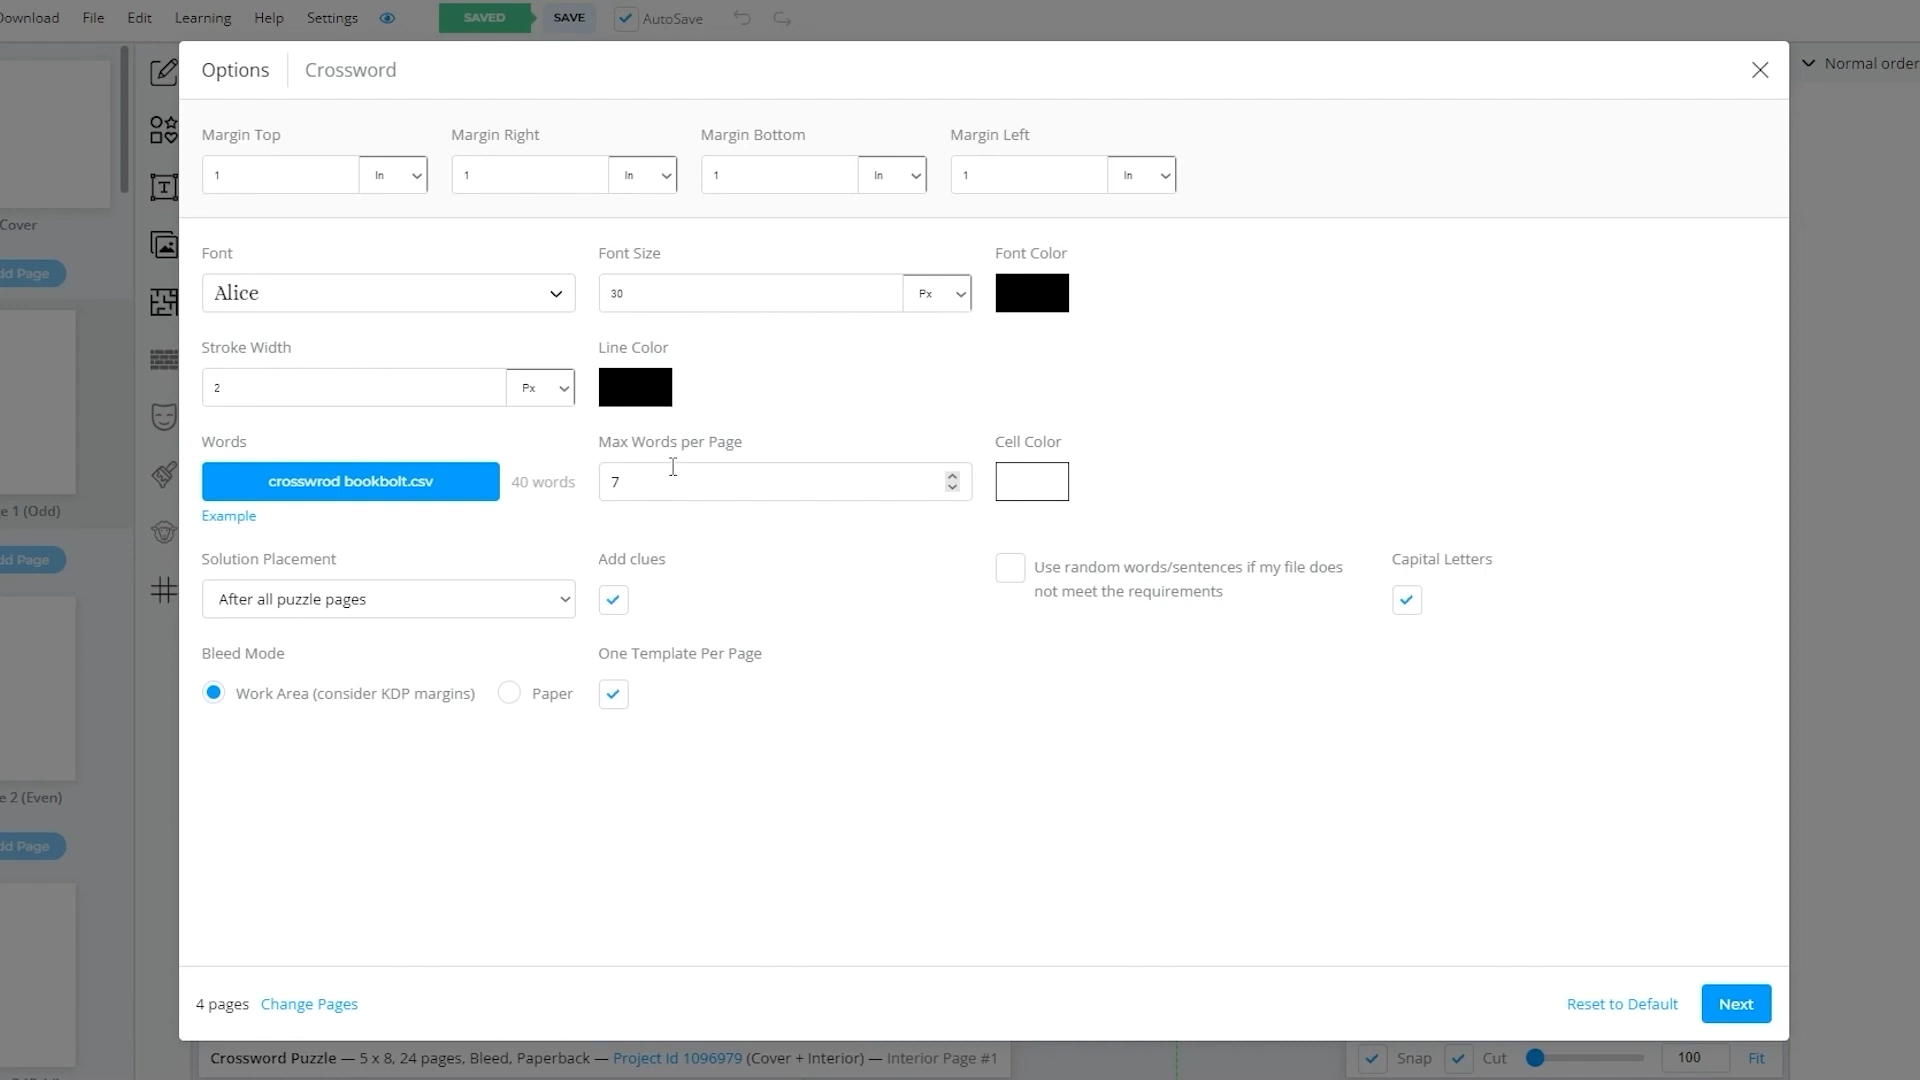 Download File Edit Learning Help Settings SAVED SAVE AutoSave
Options Crossword
Normal order
Margin Top Margin Right Margin Bottom Margin Left
1 In 1 In 1 In 1 In
Cover
Font Font Size Font Color
dd Page
Alice 30 Px
Stroke Width Line Color
2 Px
Words Max Words per Page Cell Color
crosswrod bookbolt.csv 40 words 7
e 1 (Odd)
Example
Solution Placement Add clues Use random words/sentences if my file does not meet the requirements Capital Letters
dd Page
After all puzzle pages
Bleed Mode One Template Per Page
Work Area (consider KDP margins) Paper
e 2 (Even)
dd Page
4 pages Change Pages Reset to Default Next
Crossword Puzzle — 5 x 8, 24 pages, Bleed, Paperback — Project Id 1096979 (Cover + Interior) — Interior Page #1 Snap Cut 100 Fit